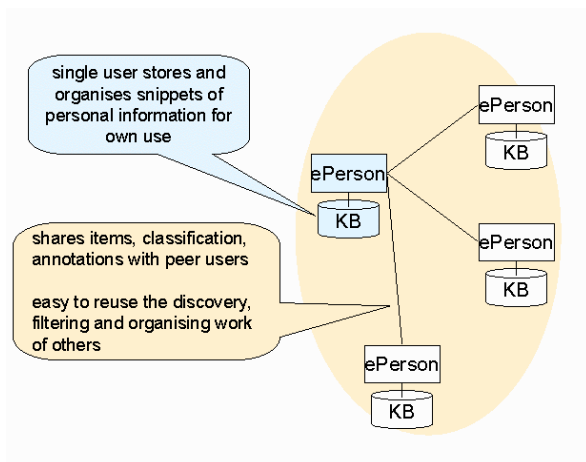 single user stores and
organises snippets of
personal information for
own use
ePerson
KB
ePerson
KB
shares items, classification,
annotations with peer users
easy to reuse the discovery,
filtering and organising work
of others
ePerson
KB
ePerson
KB